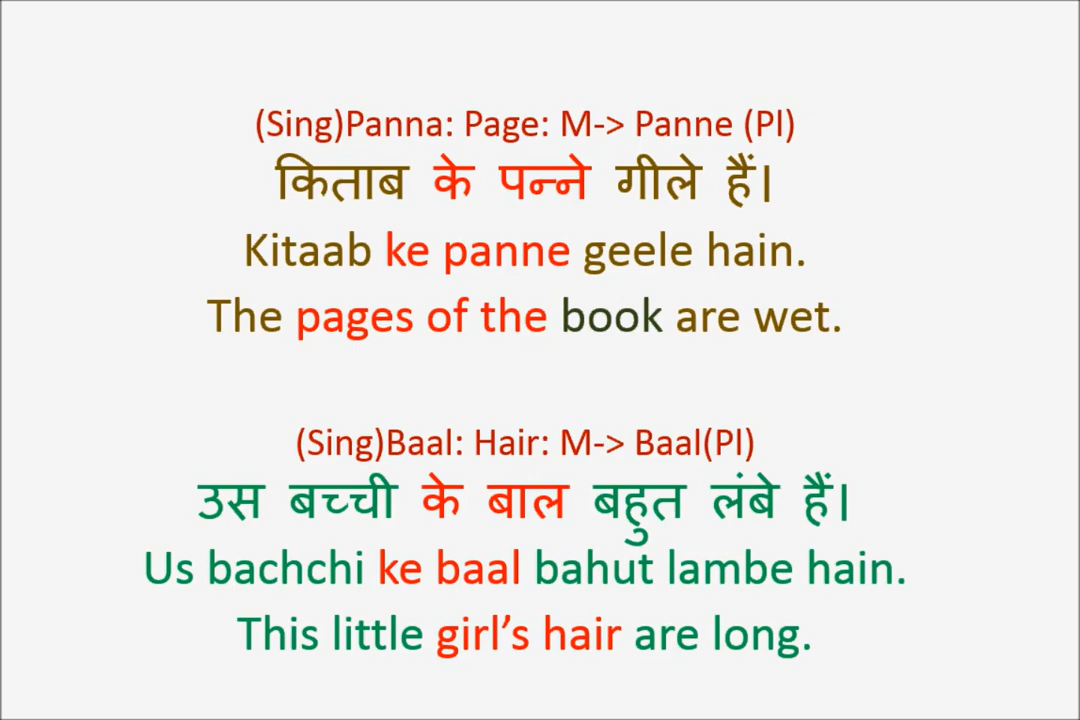 (Sing)Panna: Page: M-> Panne (Pl)
किताब के पन्ने गीले हैं।
Kitaab ke panne geele hain.
The pages of the book are wet.
(Sing)Baal: Hair: M-> Baal(Pl)
उस बच्ची के बाल बहुत लंबे हैं।
Us bachchi ke baal bahut lambe hain.
This little girl’s hair are long.